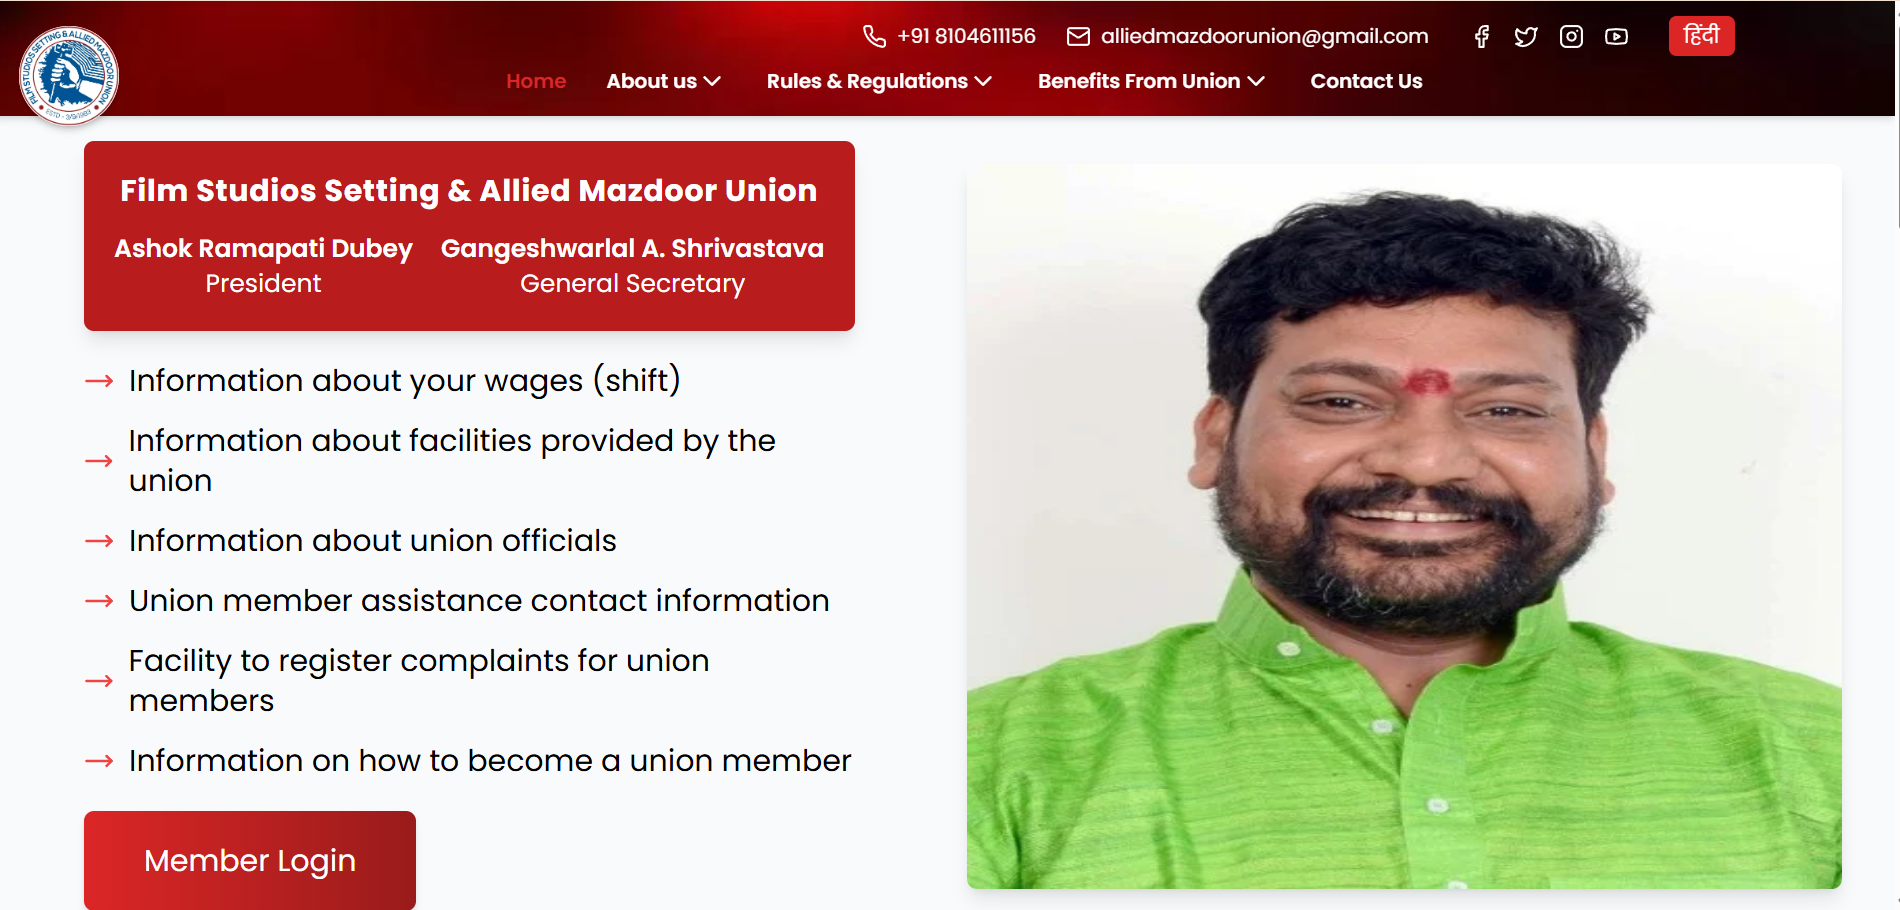 FILM STUDIOS SETTING & ALLIED MAZDOOR UNION
ESTD - 3/9/1983
+91 8104611156
alliedmazdoorunion@gmail.com
हिंदी
Home
About us
Rules & Regulations
Benefits From Union
Contact Us
Film Studios Setting & Allied Mazdoor Union
Ashok Ramapati Dubey
President
Gangeshwarlal A. Shrivastava
General Secretary
Information about your wages (shift)
Information about facilities provided by the
union
Information about union officials
Union member assistance contact information
Facility to register complaints for union
members
Information on how to become a union member
Member Login